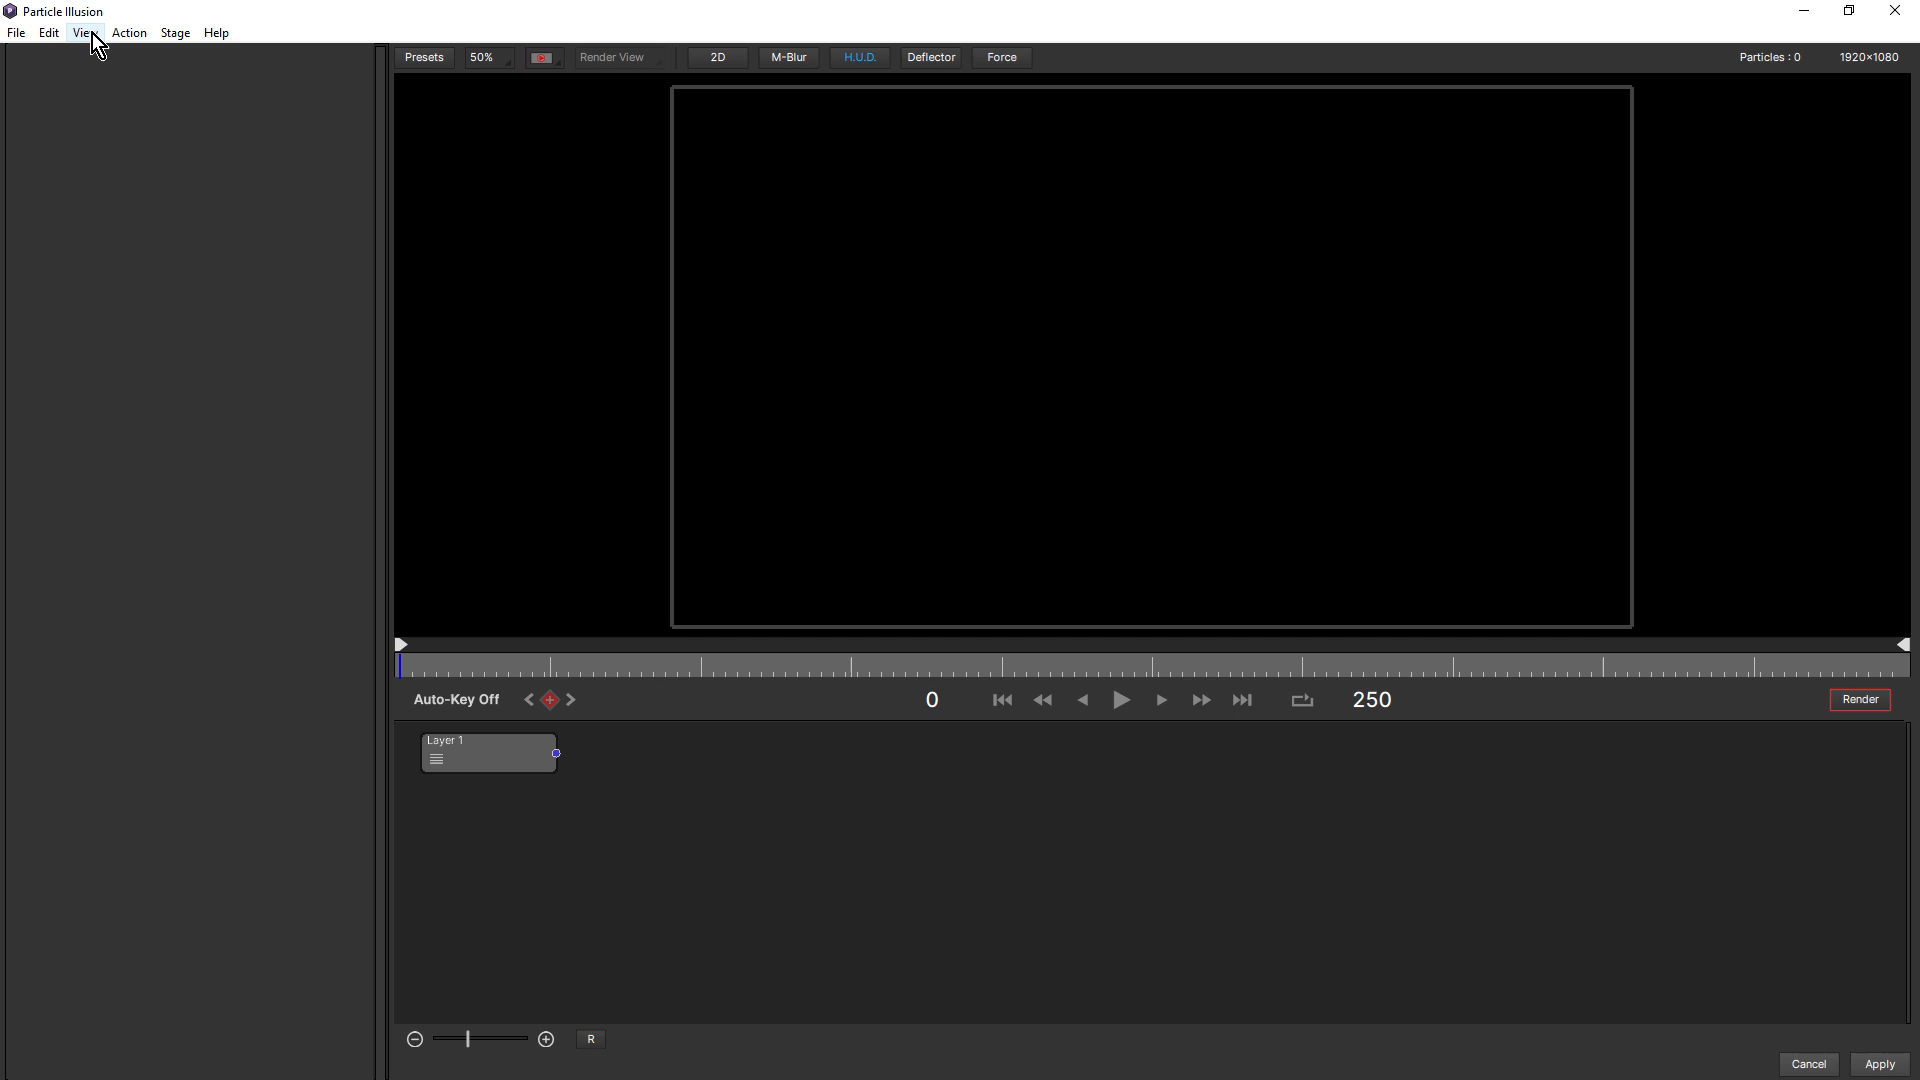 Particle Illusion
File Edit View Action Stage Help
Presets 50% Render View 2D M-Blur H.U.D. Deflector Force Particles : 0 1920×1080
Auto-Key Off 0 250 Render
Layer 1
R
Cancel Apply